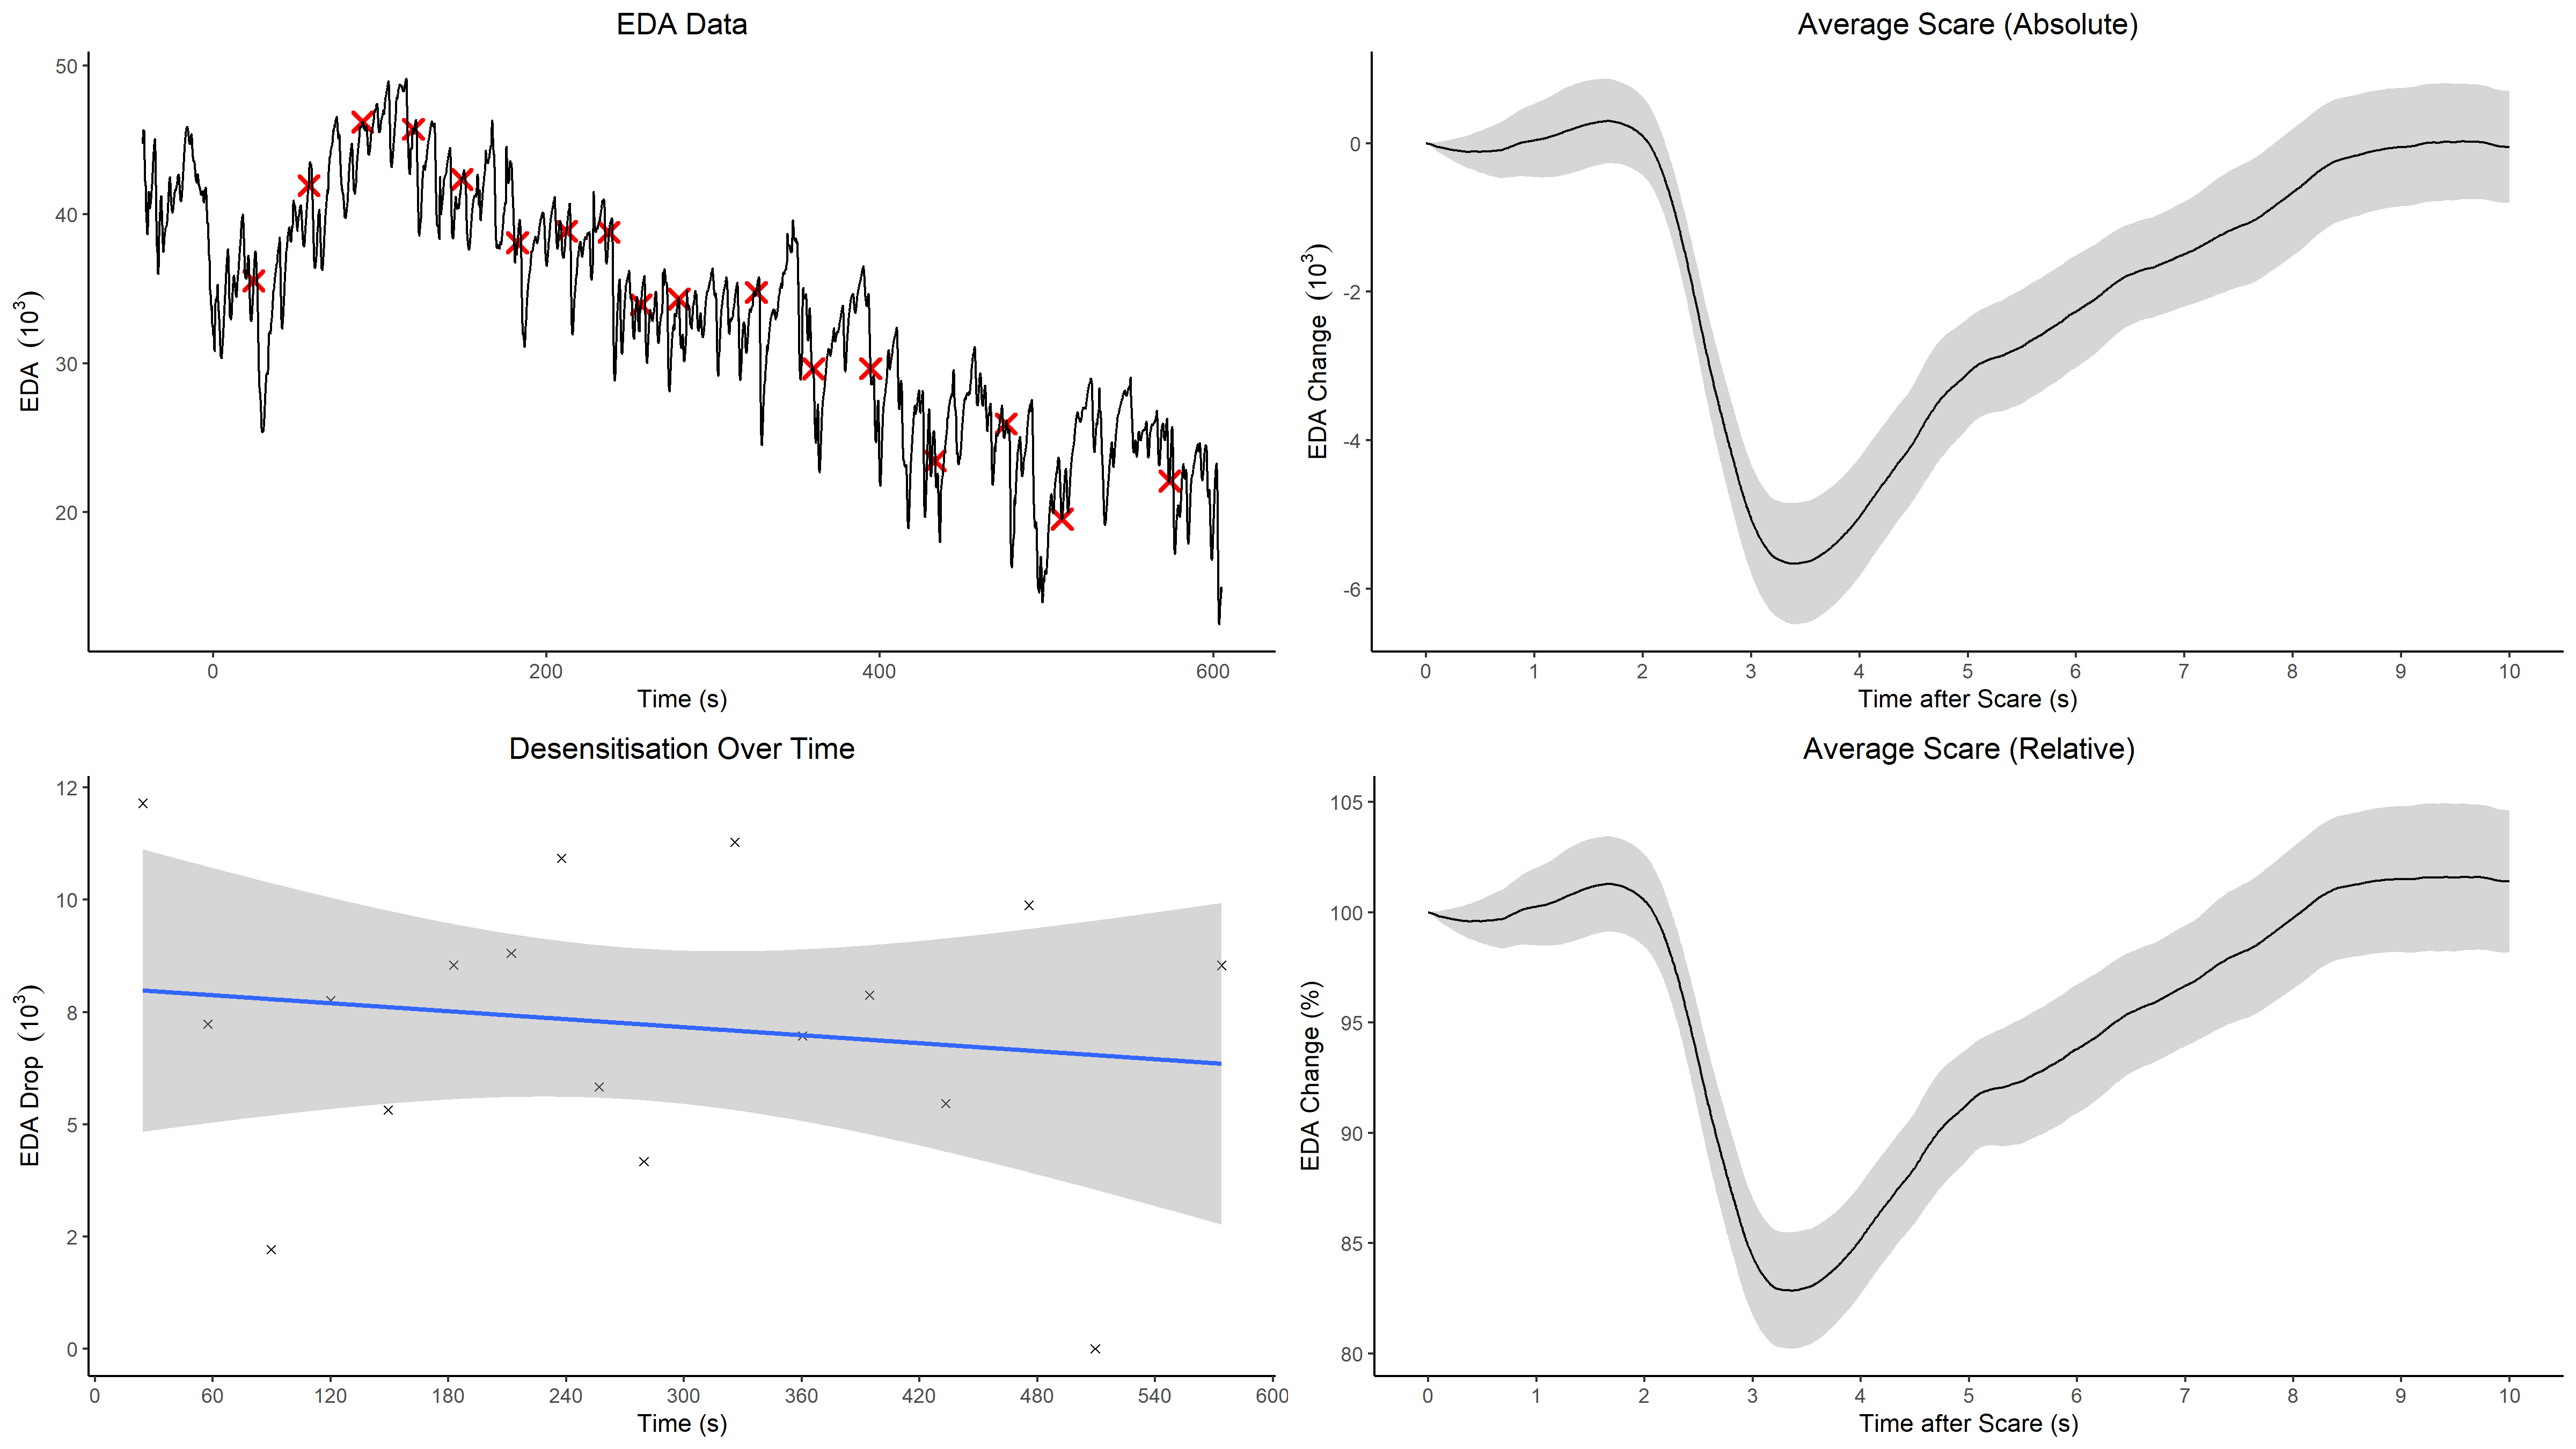 EDA Data
EDA (10³)
50
40
30
20
0 200 400 600
Time (s)
Average Scare (Absolute)
EDA Change (10³)
0
-2
-4
-6
0 1 2 3 4 5 6 7 8 9 10
Time after Scare (s)
Desensitisation Over Time
EDA Drop (10³)
12
10
8
5
2
0
0 60 120 180 240 300 360 420 480 540 600
Time (s)
Average Scare (Relative)
EDA Change (%)
105
100
95
90
85
80
0 1 2 3 4 5 6 7 8 9 10
Time after Scare (s)